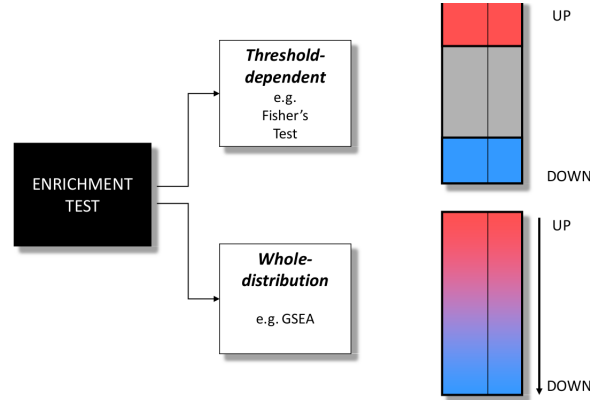 ENRICHMENT
TEST
Threshold-
dependent
e.g.
Fisher's
Test
UP
DOWN
Whole-
distribution
e.g. GSEA
UP
DOWN